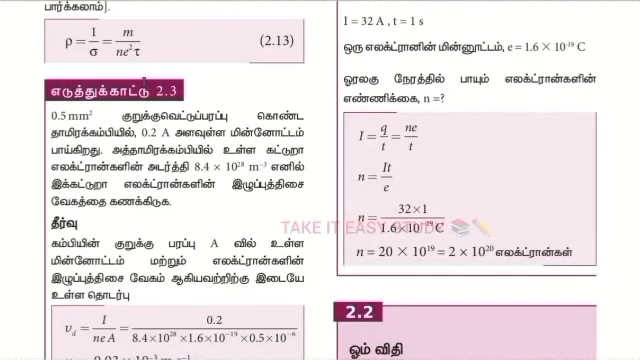 பார்க்கலாம்].
ρ = 1/σ = m/ne²τ (2.13)
எடுத்துக்காட்டு 2.3
0.5 mm² குறுக்குவெட்டுப்பரப்பு கொண்ட
தாமிரக்கம்பியில், 0.2 A அளவுள்ள மின்னோட்டம்
பாய்கிறது. அத்தாமிரக்கம்பியில் உள்ள கட்டுறா
எலக்ட்ரான்களின் அடர்த்தி 8.4 × 10²⁸ m⁻³ எனில்
இக்கட்டுறா எலக்ட்ரான்களின் இழுப்புத்திசை
வேகத்தை கணக்கிடுக.
தீர்வு
கம்பியின் குறுக்கு பரப்பு A வில் உள்ள
மின்னோட்டம் மற்றும் எலக்ட்ரான்களின்
இழுப்புத்திசை வேகம் ஆகியவற்றிற்கு இடையே
உள்ள தொடர்பு
υd = I/neA = 0.2/8.4×10²⁸×1.6×10⁻¹⁹×0.5×10⁻⁶
I = 32 A , t = 1 s
ஒரு எலக்ட்ரானின் மின்னூட்டம், e = 1.6 × 10⁻¹⁹ C
ஓரலகு நேரத்தில் பாயும் எலக்ட்ரான்களின்
எண்ணிக்கை, n =?
I = q/t = ne/t
n = It/e
n = 32×1/1.6×10⁻¹⁹ C
TAKE IT EASY STUDY 📚✏️
n = 20 × 10¹⁹ = 2 × 10²⁰ எலக்ட்ரான்கள்
2.2
ஓம் விதி